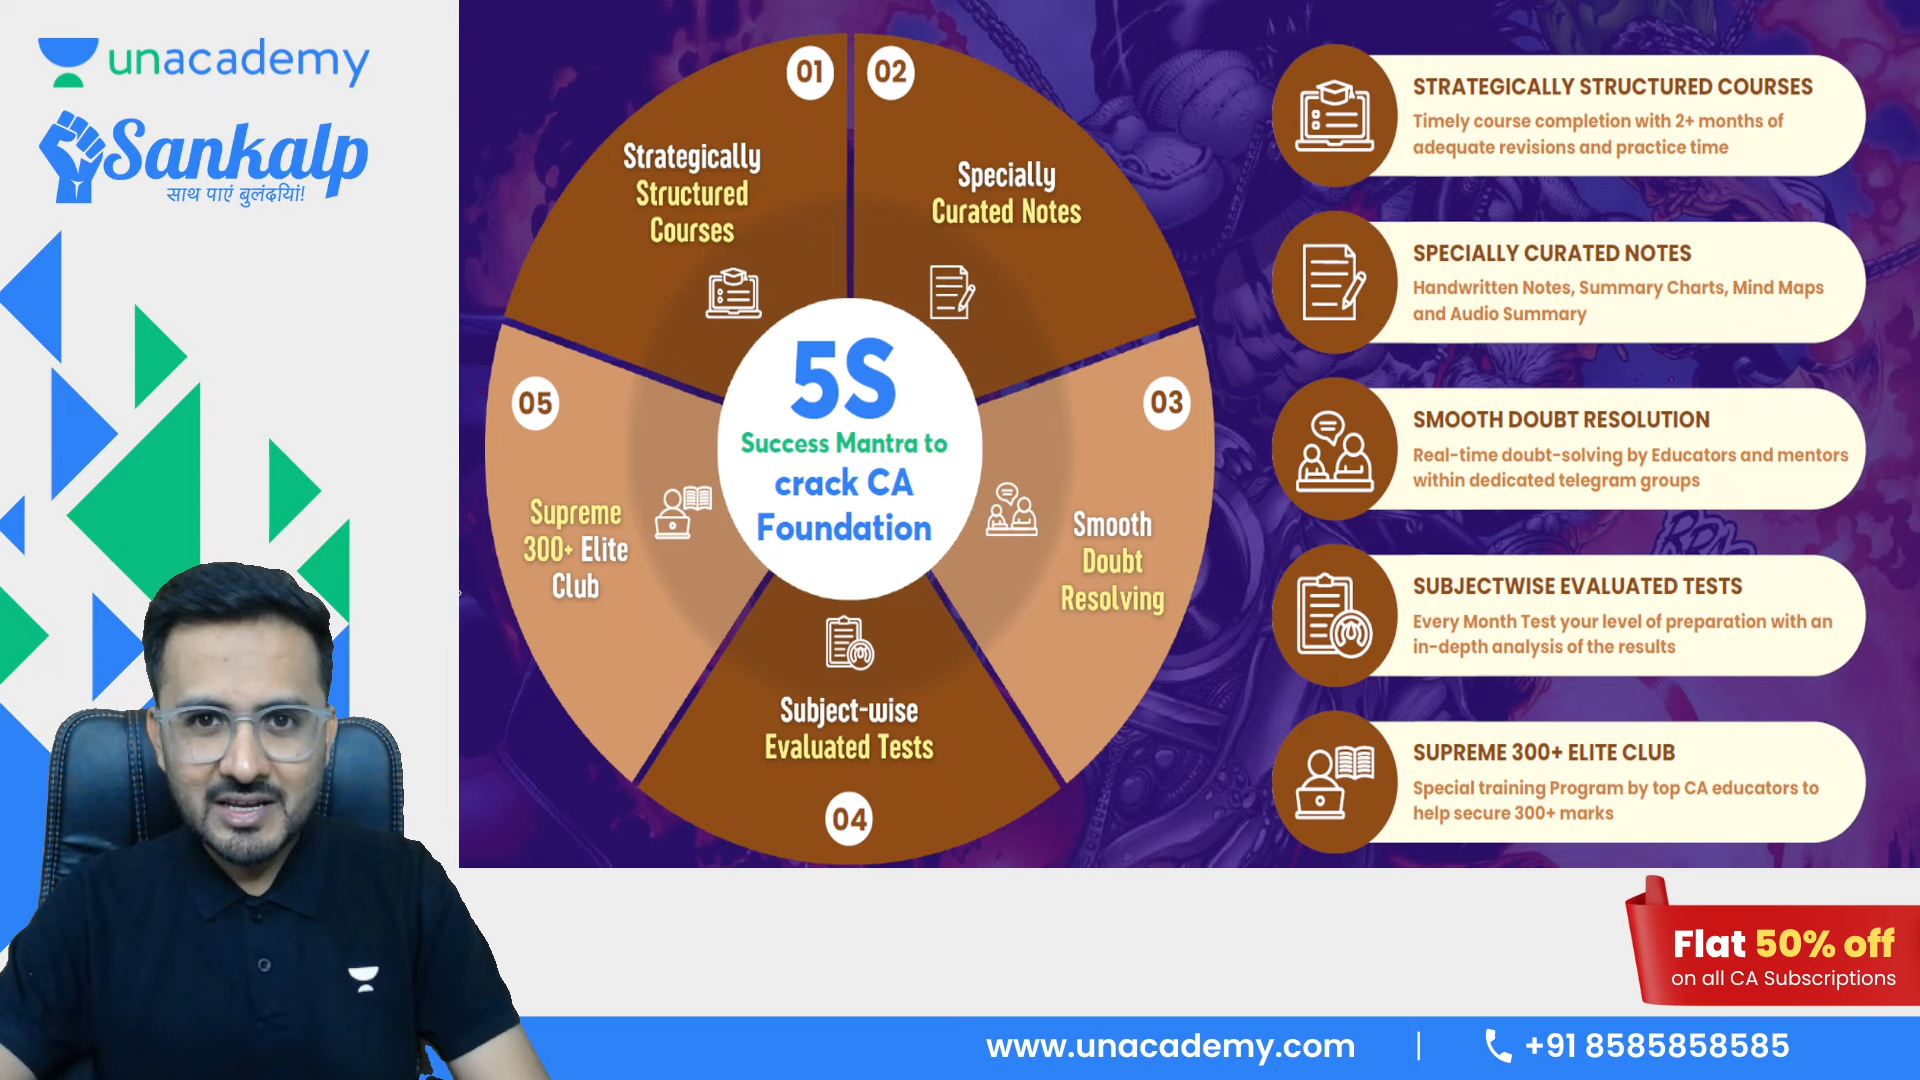 unacademy
Sankalp
साथ पाएं बुलंदियां!
01
02
Strategically
Structured
Courses
Specially
Curated Notes
05
03
5S
Success Mantra to
crack CA
Foundation
Supreme
300+ Elite
Club
Smooth
Doubt
Resolving
Subject-wise
Evaluated Tests
04
STRATEGICALLY STRUCTURED COURSES
Timely course completion with 2+ months of
adequate revisions and practice time
SPECIALLY CURATED NOTES
Handwritten Notes, Summary Charts, Mind Maps
and Audio Summary
SMOOTH DOUBT RESOLUTION
Real-time doubt-solving by Educators and mentors
within dedicated telegram groups
SUBJECTWISE EVALUATED TESTS
Every Month Test your level of preparation with an
in-depth analysis of the results
SUPREME 300+ ELITE CLUB
Special training Program by top CA educators to
help secure 300+ marks
Flat 50% off
on all CA Subscriptions
www.unacademy.com | +91 8585858585